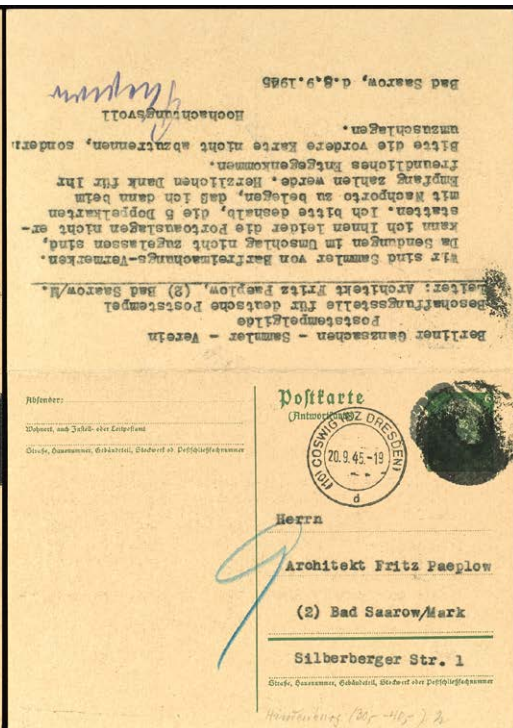 Berliner Ganzsachen - Sammler - Verein
Poststempelgilde
Beschaffungsstelle für deutsche Poststempel
Leiter: Architekt Fritz Paeplow, (2) Bad Saarow/M.
Wir sind Sammler von Barfreimachungs-Vermerken.
Da Sendungen im Umschlag nicht zugelassen sind,
kann ich Ihnen leider die Portoauslagen nicht er-
statten. Ich bitte deshalb, die 5 Doppelkarten
mit Nachporto zu belegen, daß ich dann beim
Empfang zahlen werde. Herzlichen Dank für Ihr
freundliches Entgegenkommen.
Bitte die vordere Karte nicht abzutrennen, sondern
umzuschlagen.
Hochachtungsvoll
Bad Saarow, d.8.9.1945
Postkarte
(Antwortkarte)
Absender:
Wohnort, auch Zustell- oder Leitpostamt
Straße, Hausnummer, Gebäudeteil, Stockwerk od. Postschließfachnummer
(10) COSWIG (BZ DRESDEN)
20.9.45.-19
d
Herrn
Architekt Fritz Paeplow
(2) Bad Saarow/Mark
Silberberger Str. 1
Straße, Hausnummer, Gebäudeteil, Stockwerk oder Postschließfachnummer